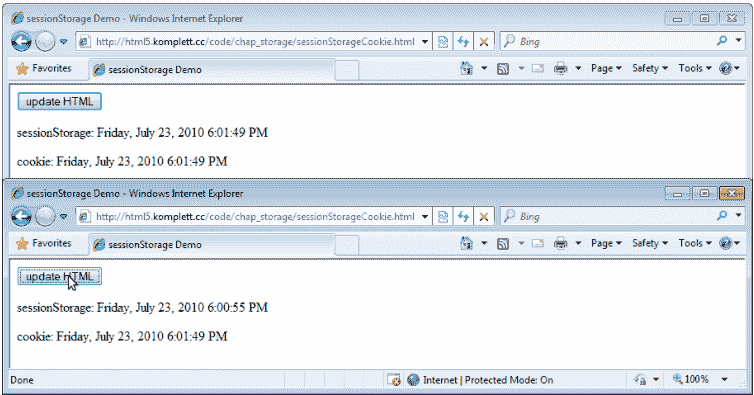 sessionStorage Demo - Windows Internet Explorer
http://html5.komplett.cc/code/chap_storage/sessionStorageCookie.html Bing
Favorites sessionStorage Demo Page Safety Tools
update HTML
sessionStorage: Friday, July 23, 2010 6:01:49 PM
cookie: Friday, July 23, 2010 6:01:49 PM
sessionStorage Demo - Windows Internet Explorer
http://html5.komplett.cc/code/chap_storage/sessionStorageCookie.html Bing
Favorites sessionStorage Demo Page Safety Tools
update HTML
sessionStorage: Friday, July 23, 2010 6:00:55 PM
cookie: Friday, July 23, 2010 6:01:49 PM
Done Internet | Protected Mode: On 100%